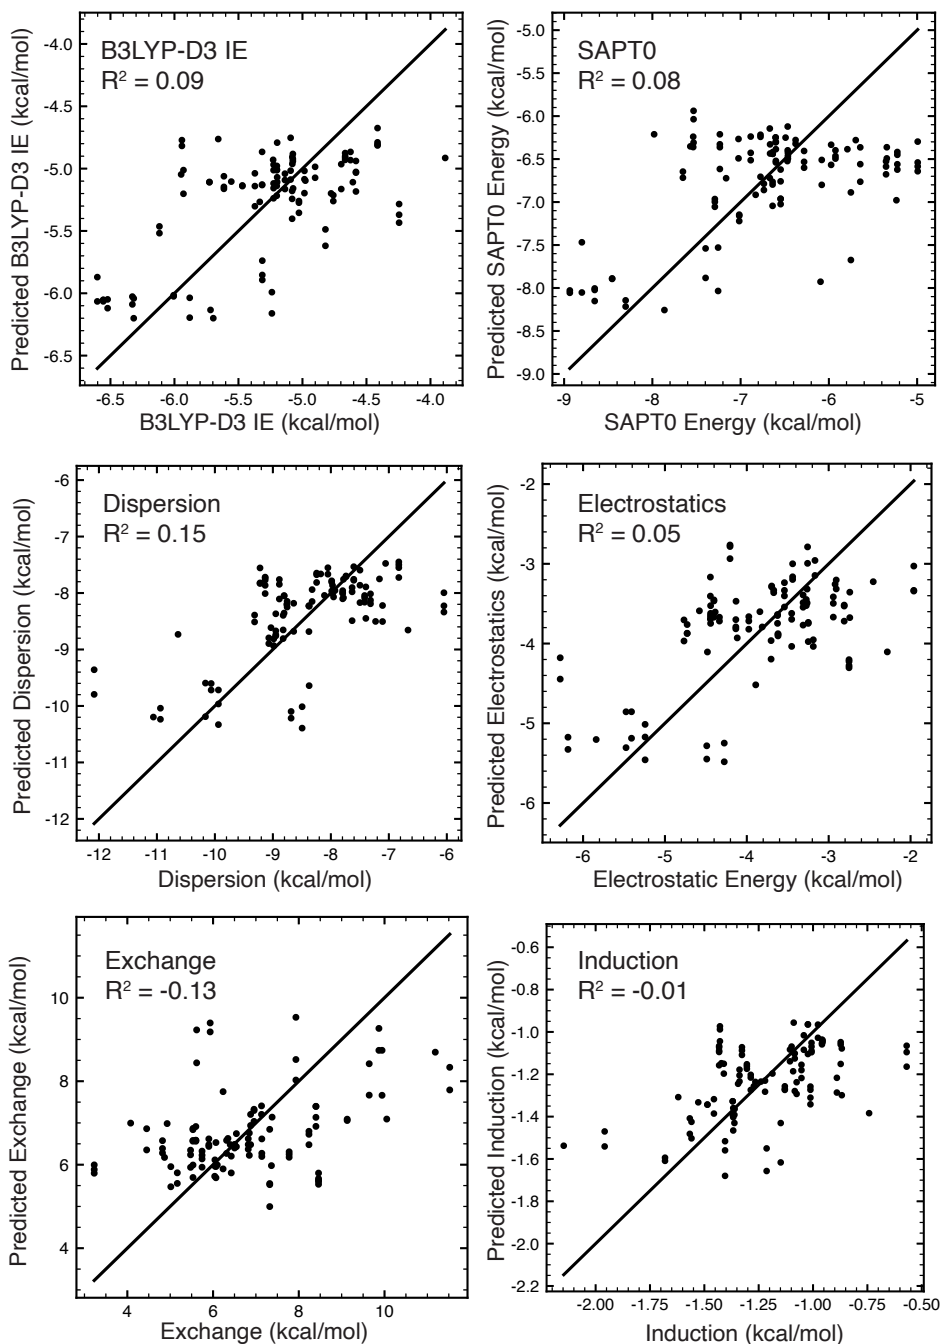 B3LYP-D3 IE
R² = 0.09
Predicted B3LYP-D3 IE (kcal/mol)
-4.0
-4.5
-5.0
-5.5
-6.0
-6.5
-6.5 -6.0 -5.5 -5.0 -4.5 -4.0
B3LYP-D3 IE (kcal/mol)
SAPT0
R² = 0.08
Predicted SAPT0 Energy (kcal/mol)
-5.0
-5.5
-6.0
-6.5
-7.0
-7.5
-8.0
-8.5
-9.0
-9 -8 -7 -6 -5
SAPT0 Energy (kcal/mol)
Dispersion
R² = 0.15
Predicted Dispersion (kcal/mol)
-6
-7
-8
-9
-10
-11
-12
-12 -11 -10 -9 -8 -7 -6
Dispersion (kcal/mol)
Electrostatics
R² = 0.05
Predicted Electrostatics (kcal/mol)
-2
-3
-4
-5
-6
-6 -5 -4 -3 -2
Electrostatic Energy (kcal/mol)
Exchange
R² = -0.13
Predicted Exchange (kcal/mol)
10
8
6
4
4 6 8 10
Exchange (kcal/mol)
Induction
R² = -0.01
Predicted Induction (kcal/mol)
-0.6
-0.8
-1.0
-1.2
-1.4
-1.6
-1.8
-2.0
-2.2
-2.00 -1.75 -1.50 -1.25 -1.00 -0.75 -0.50
Induction (kcal/mol)